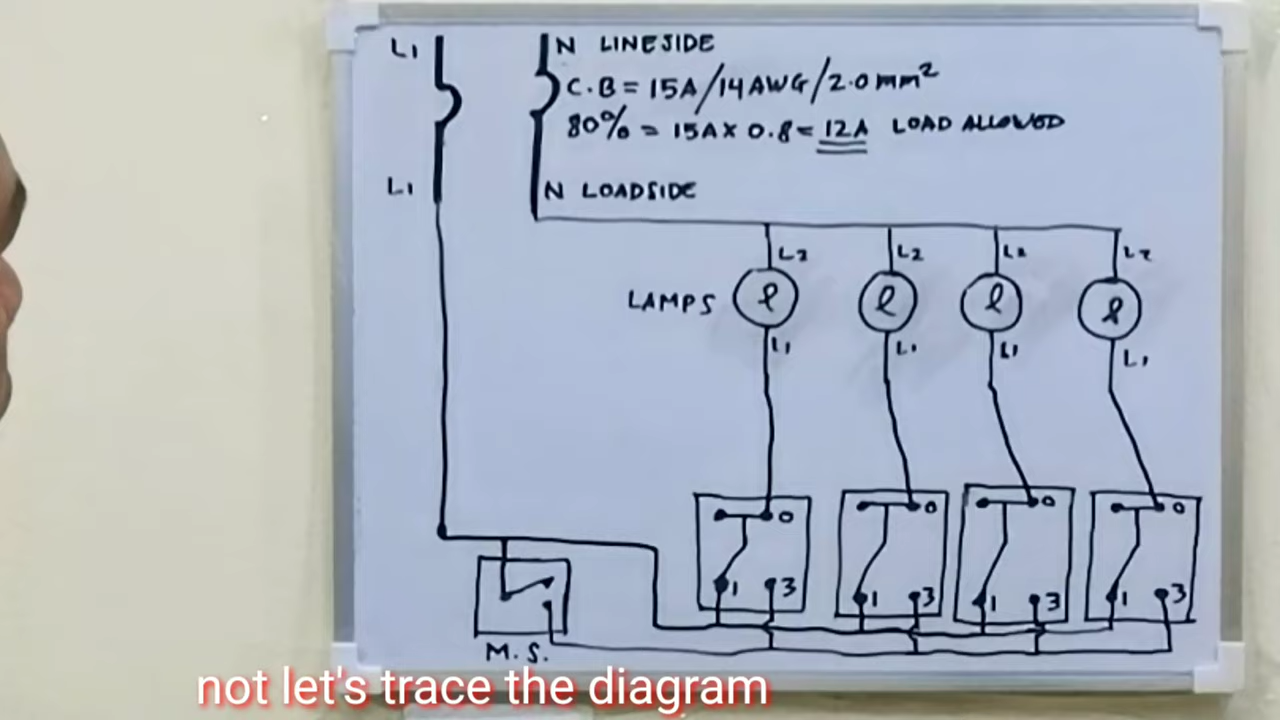 L1
N LINESIDE
C.B = 15A/14AWG/2.0mm²
80% = 15A x 0.8 = 12A LOAD ALLOWED
L1
N LOADSIDE
L2 L2 L2 L2
LAMPS
L1 L1 L1 L1
0 0 0 0
1 3 1 3 1 3 1 3
M.S.
not let's trace the diagram